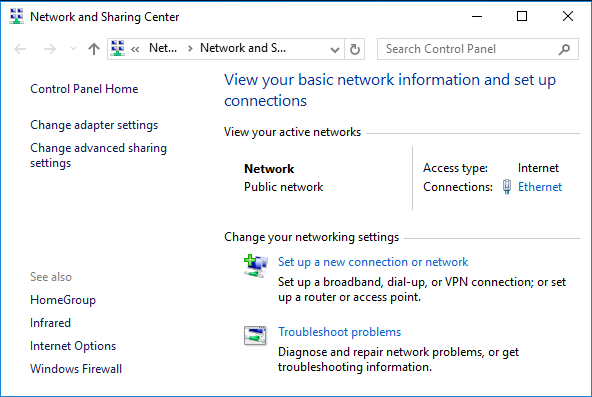 Network and Sharing Center
« Net... > Network and S...
Search Control Panel
Control Panel Home
Change adapter settings
Change advanced sharing
settings
See also
HomeGroup
Infrared
Internet Options
Windows Firewall
View your basic network information and set up
connections
View your active networks
Network
Public network
Access type: Internet
Connections: Ethernet
Change your networking settings
Set up a new connection or network
Set up a broadband, dial-up, or VPN connection; or set
up a router or access point.
Troubleshoot problems
Diagnose and repair network problems, or get
troubleshooting information.